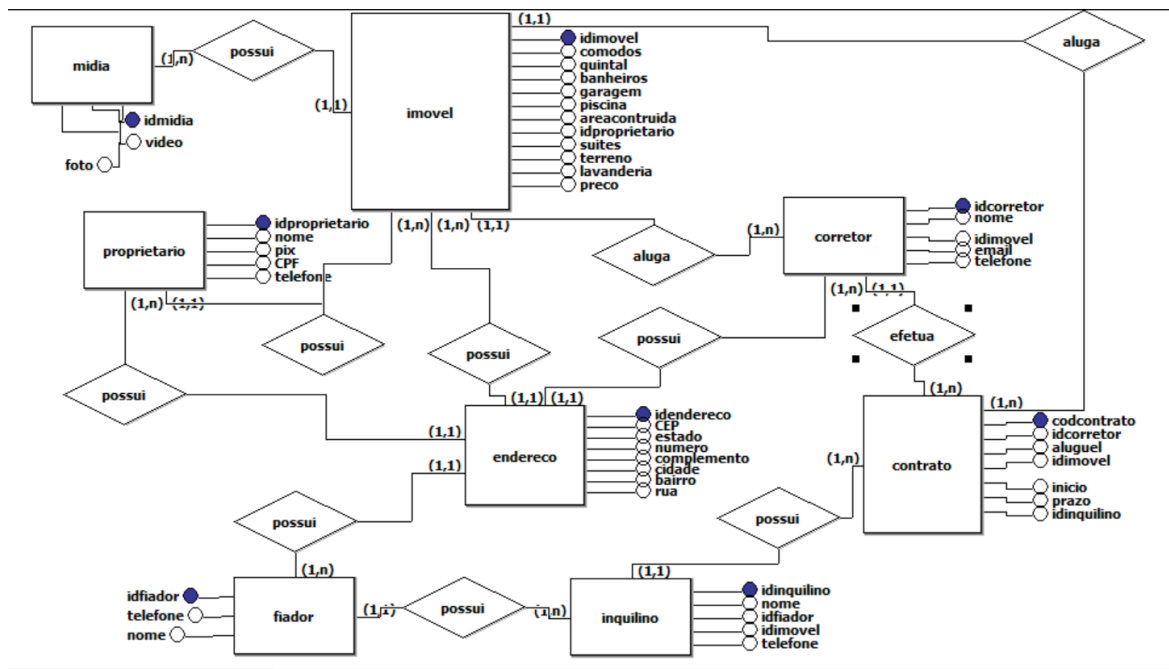 (1,1)
aluga
midia
(1,n)
possui
(1,1)
imovel
idimovel
comodos
quintal
banheiros
garagem
piscina
areacontruida
idproprietario
suites
terreno
lavanderia
preco
idmidia
video
foto
proprietario
idproprietario
nome
pix
CPF
telefone
(1,n)
(1,1)
(1,n)
(1,n)
(1,1)
aluga
(1,n)
corretor
idcorretor
nome
idimovel
email
telefone
(1,n)
(1,1)
possui
possui
possui
efetua
possui
(1,1)
(1,1)
(1,n)
(1,n)
(1,1)
(1,1)
endereco
idendereco
CEP
estado
numero
complemento
cidade
bairro
rua
(1,n)
contrato
codcontrato
idcorretor
aluguel
idimovel
inicio
prazo
idinquilino
possui
possui
(1,n)
(1,1)
idfiador
telefone
nome
fiador
(1,1)
possui
(1,n)
inquilino
idinquilino
nome
idfiador
idimovel
telefone